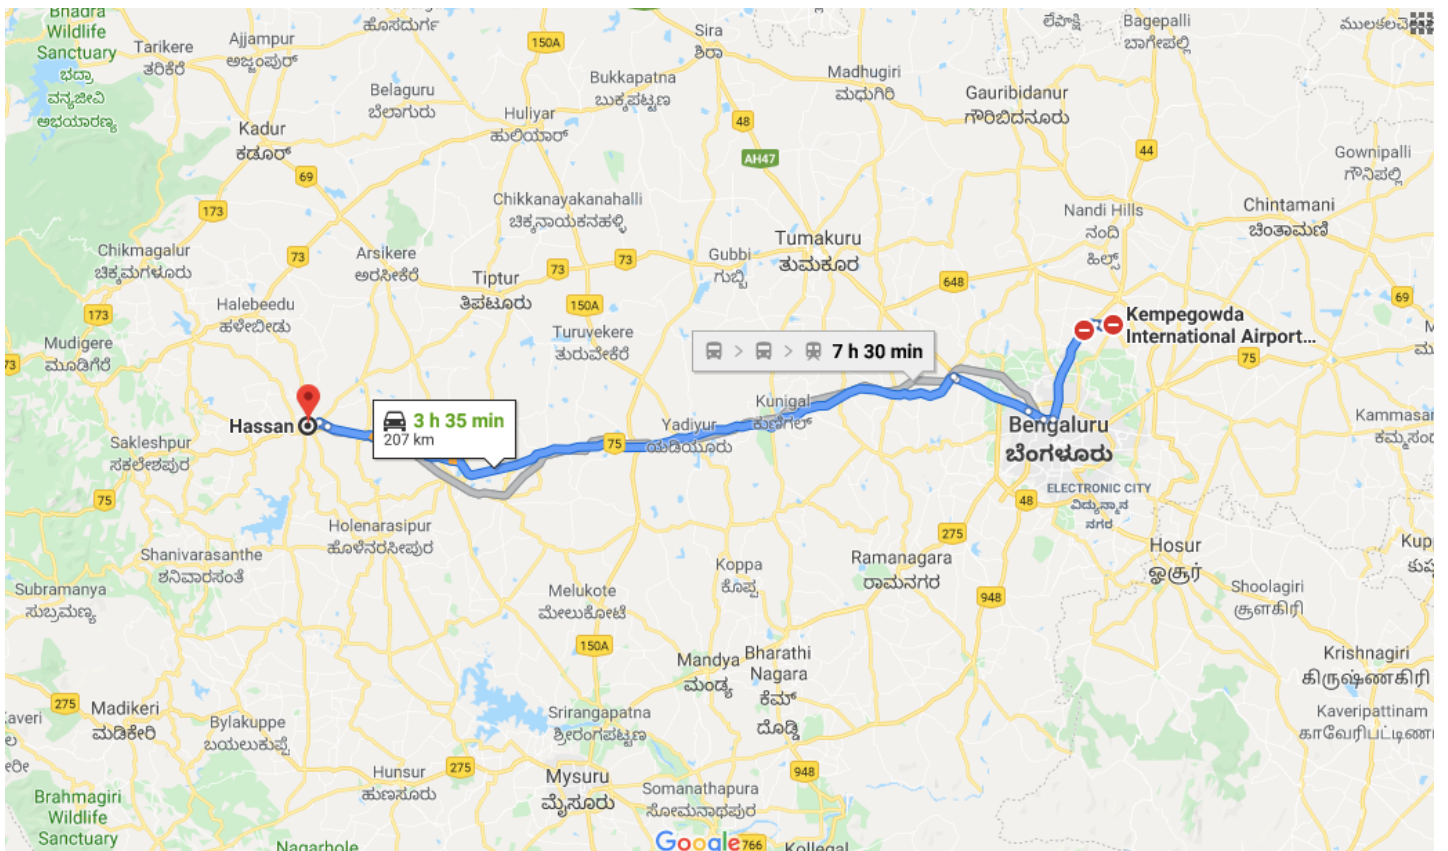 Bhadra
Wildlife
Sanctuary
ಭದ್ರಾ
ವನ್ಯಜೀವಿ
ಅಭಯಾರಣ್ಯ
Tarikere
ತರಿಕೆರೆ
Ajjampur
ಅಜ್ಜಂಪುರ್
ಹೊಸದುರ್ಗ
150A
Sira
ಶಿರಾ
ಲೇಪಾಕ್ಷಿ
Bagepalli
ಬಾಗೇಪಲ್ಲಿ
Belaguru
ಬೆಲಾಗುರು
Bukkapatna
ಬುಕ್ಕಪಟ್ಟಣ
Madhugiri
ಮಧುಗಿರಿ
Gauribidanur
ಗೌರಿಬಿದನೂರು
Huliyar
ಹುಲಿಯಾರ್
Kadur
ಕಡೂರ್
48
AH47
44
Gownipalli
ಗೌನಿಪಲ್ಲಿ
69
173
Chikkanayakanahalli
ಚಿಕ್ಕನಾಯಕನಹಳ್ಳಿ
Nandi Hills
ನಂದಿ
ಹಿಲ್ಸ್
Chintamani
ಚಿಂತಾಮಣಿ
Chikmagalur
ಚಿಕ್ಕಮಗಳೂರು
73
Arsikere
ಅರಸೀಕೆರೆ
Tiptur
ತಿಪಟೂರು
73
73
Gubbi
ಗುಬ್ಬಿ
Tumakuru
ತುಮಕೂರ
648
69
173
Halebeedu
ಹಳೇಬೀಡು
150A
Turuvekere
ತುರುವೇಕೆರೆ
Kempegowda
International Airport...
Mudigere
ಮೂಡಿಗೆರೆ
73
7 h 30 min
75
Hassan
3 h 35 min
207 km
Kunigal
ಕುಣಿಗಲ್
Yadiyur
ಯಡಿಯೂರು
75
Bengaluru
ಬೆಂಗಳೂರು
Sakleshpur
ಸಕಲೇಶಪುರ
75
ELECTRONIC CITY
ವಿದ್ಯುನ್ಮಾನ
ನಗರ
48
275
Holenarasipur
ಹೊಳೆನರಸೀಪುರ
Shanivarasanthe
ಶನಿವಾರಸಂತೆ
Koppa
ಕೊಪ್ಪ
Ramanagara
ರಾಮನಗರ
Hosur
ஓசூர்
Subramanya
ಸುಬ್ರಮಣ್ಯ
Melukote
ಮೇಲುಕೋಟೆ
948
Shoolagiri
சூளகிரி
150A
Mandya
ಮಂಡ್ಯ
Bharathi
Nagara
ಕೆಮ್
ದೊಡ್ಡಿ
Krishnagiri
கிருஷ்ணகிரி
275
Madikeri
ಮಡಿಕೇರಿ
Bylakuppe
ಬಯಲುಕುಪ್ಪೆ
Srirangapatna
ಶ್ರೀರಂಗಪಟ್ಟಣ
Kaveripattinam
Hunsur
ಹುಣಸೂರು
275
Mysuru
ಮೈಸೂರು
948
Somanathapura
ಸೋಮನಾಥಪುರ
Brahmagiri
Wildlife
Sanctuary
Nagarhole
Google
766
Kollegal